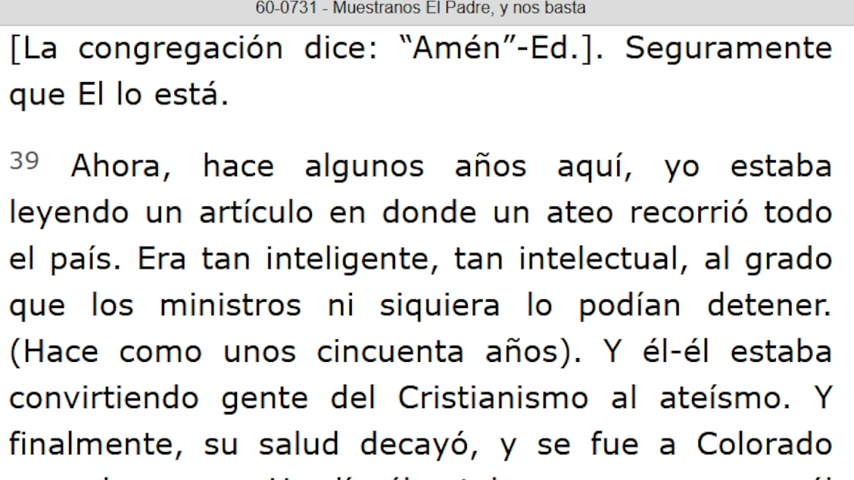 60-0731 - Muestranos El Padre, y nos basta
[La congregación dice: “Amén”-Ed.]. Seguramente
que El lo está.
39 Ahora, hace algunos años aquí, yo estaba
leyendo un artículo en donde un ateo recorrió todo
el país. Era tan inteligente, tan intelectual, al grado
que los ministros ni siquiera lo podían detener.
(Hace como unos cincuenta años). Y él-él estaba
convirtiendo gente del Cristianismo al ateísmo. Y
finalmente, su salud decayó, y se fue a Colorado